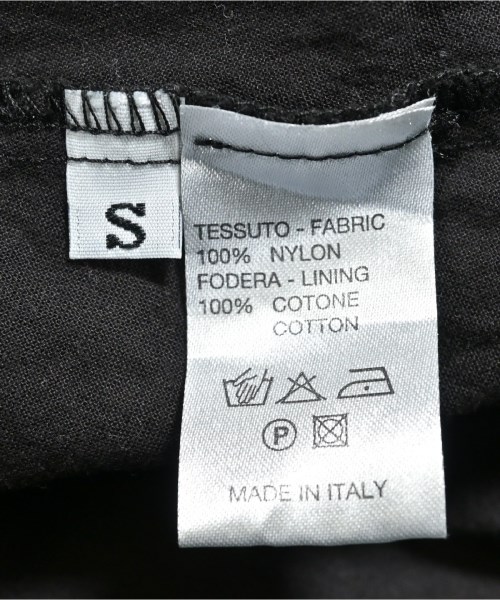 S
TESSUTO - FABRIC
100% NYLON
FODERA - LINING
100% COTONE
COTTON
P
MADE IN ITALY